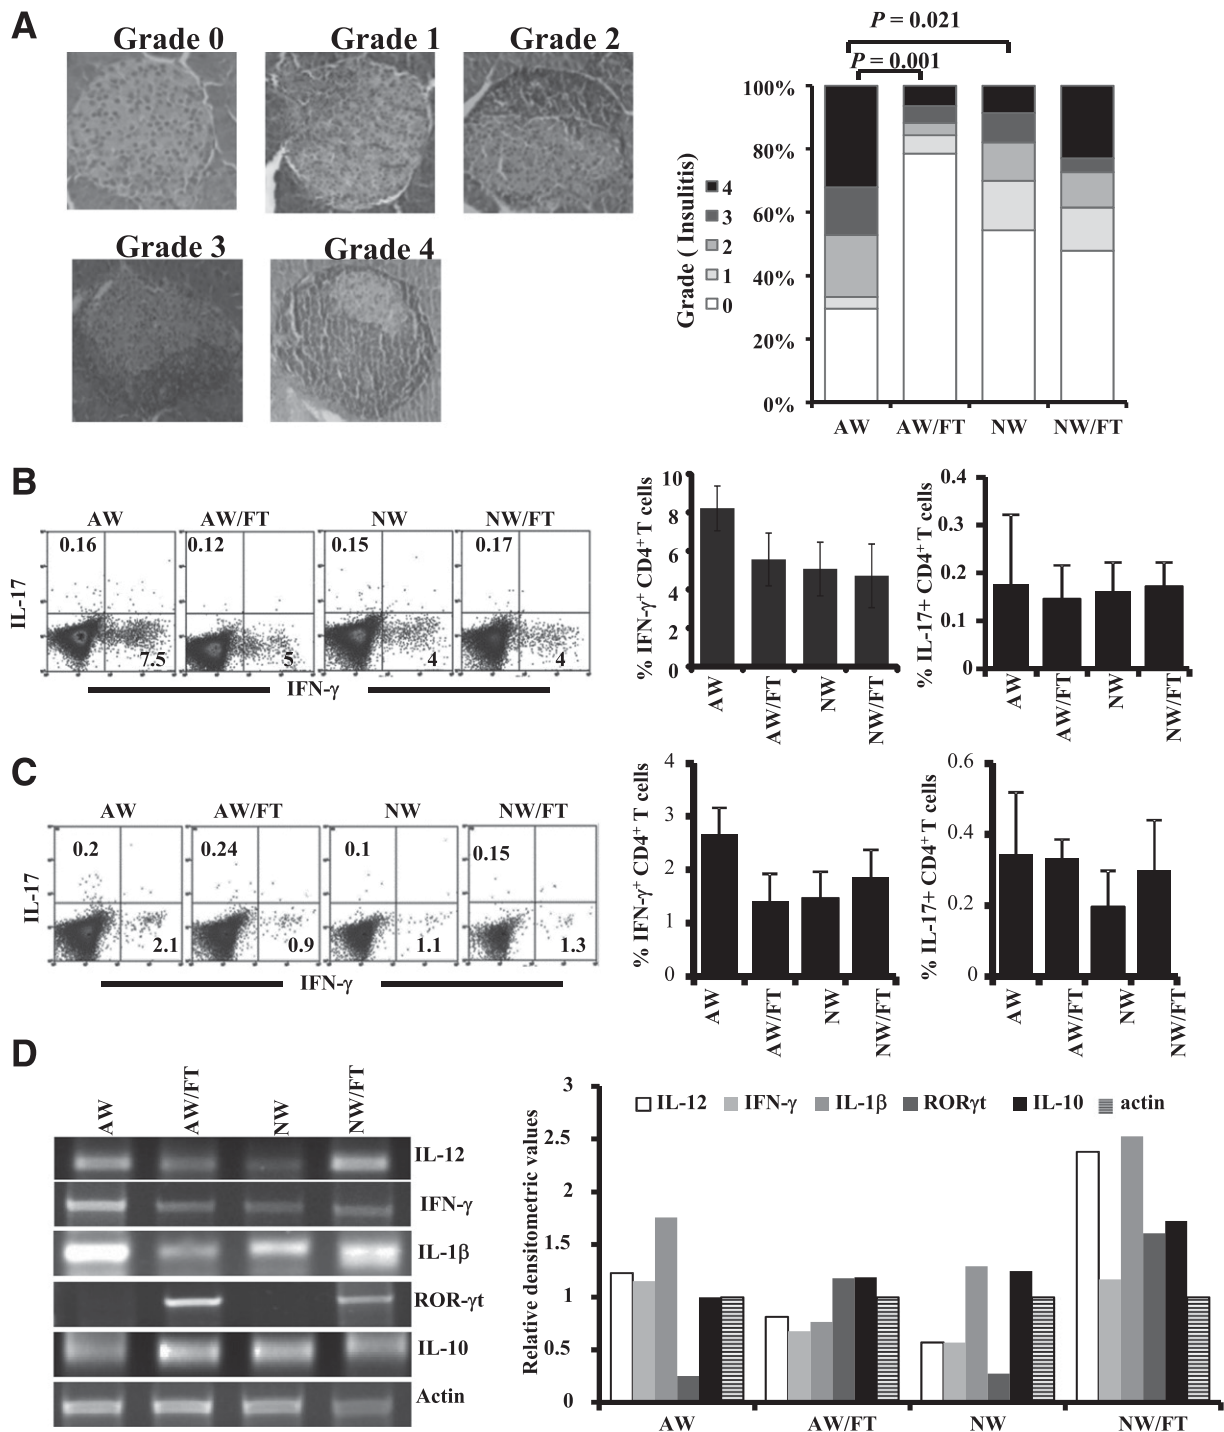 A
Grade 0
Grade 1
Grade 2
Grade 3
Grade 4
P = 0.021
P = 0.001
Grade ( Insulitis)
4
3
2
1
0
100%
80%
60%
40%
20%
0%
AW
AW/FT
NW
NW/FT
B
AW
AW/FT
NW
NW/FT
0.16
0.12
0.15
0.17
IL-17
7.5
5
4
4
IFN-γ
% IFN-γ⁺ CD4⁺ T cells
10
8
6
4
2
0
AW
AW/FT
NW
NW/FT
% IL-17+ CD4⁺ T cells
0.4
0.3
0.2
0.1
0
AW
AW/FT
NW
NW/FT
C
AW
AW/FT
NW
NW/FT
0.2
0.24
0.1
0.15
IL-17
2.1
0.9
1.1
1.3
IFN-γ
% IFN-γ⁺ CD4⁺ T cells
4
3
2
1
0
AW
AW/FT
NW
NW/FT
% IL-17+ CD4⁺ T cells
0.6
0.4
0.2
0
AW
AW/FT
NW
NW/FT
D
AW
AW/FT
NW
NW/FT
IL-12
IFN-γ
IL-1β
ROR-γt
IL-10
Actin
Relative densitometric values
3
2.5
2
1.5
1
0.5
0
IL-12 IFN-γ IL-1β RORγt IL-10 actin
AW
AW/FT
NW
NW/FT